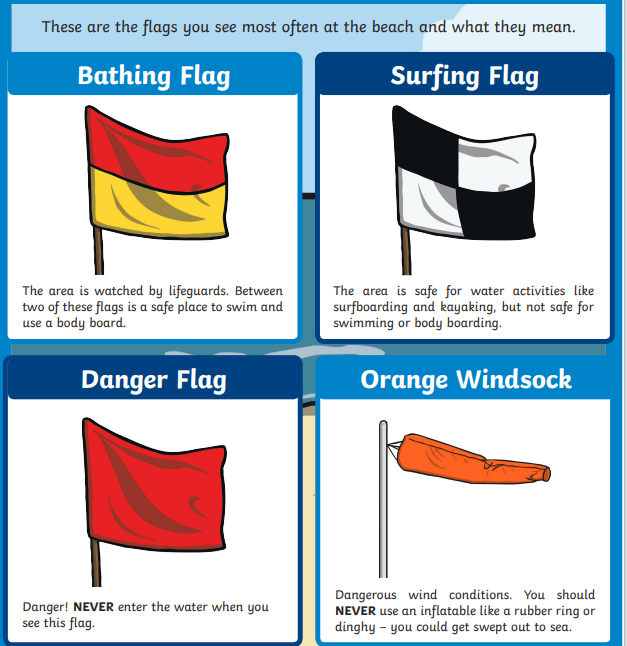 These are the flags you see most often at the beach and what they mean.
Bathing Flag
The area is watched by lifeguards. Between
two of these flags is a safe place to swim and
use a body board.
Surfing Flag
The area is safe for water activities like
surfboarding and kayaking, but not safe for
swimming or body boarding.
Danger Flag
Danger! NEVER enter the water when you
see this flag.
Orange Windsock
Dangerous wind conditions. You should
NEVER use an inflatable like a rubber ring or
dinghy – you could get swept out to sea.